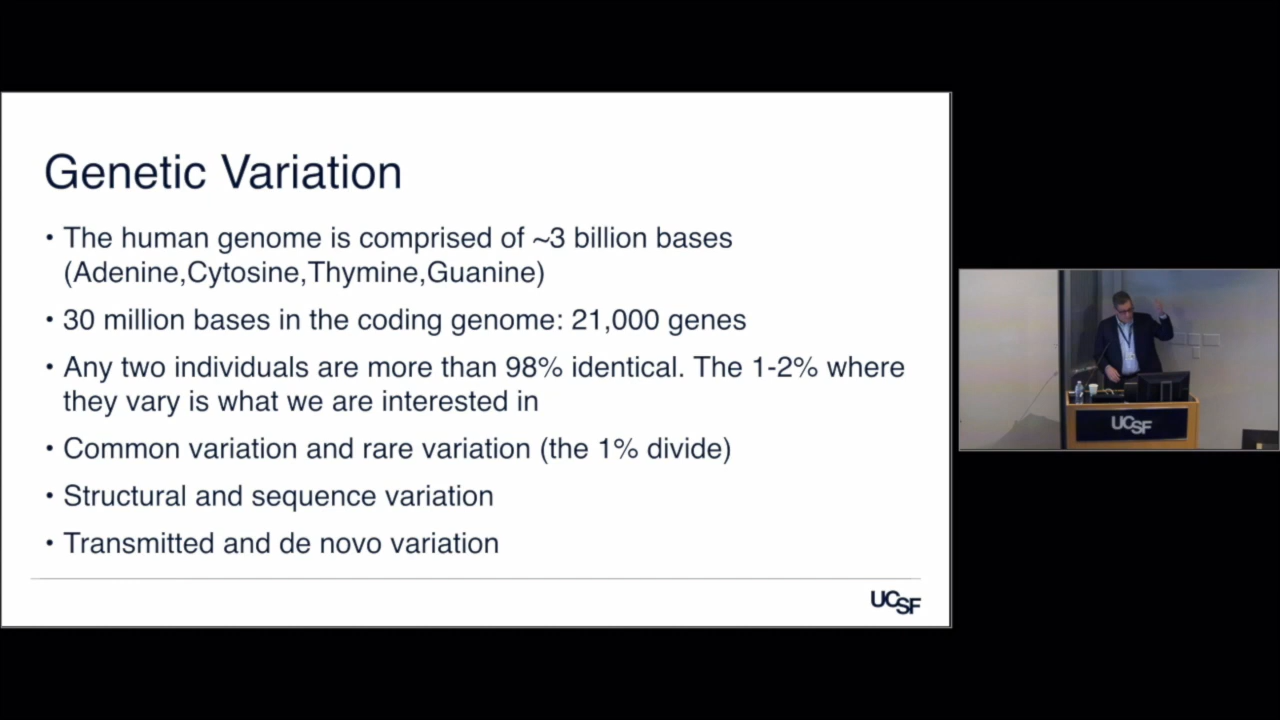 Genetic Variation
• The human genome is comprised of ~3 billion bases
(Adenine,Cytosine,Thymine,Guanine)
• 30 million bases in the coding genome: 21,000 genes
• Any two individuals are more than 98% identical. The 1-2% where
they vary is what we are interested in
• Common variation and rare variation (the 1% divide)
• Structural and sequence variation
• Transmitted and de novo variation
UCSF
UCSF